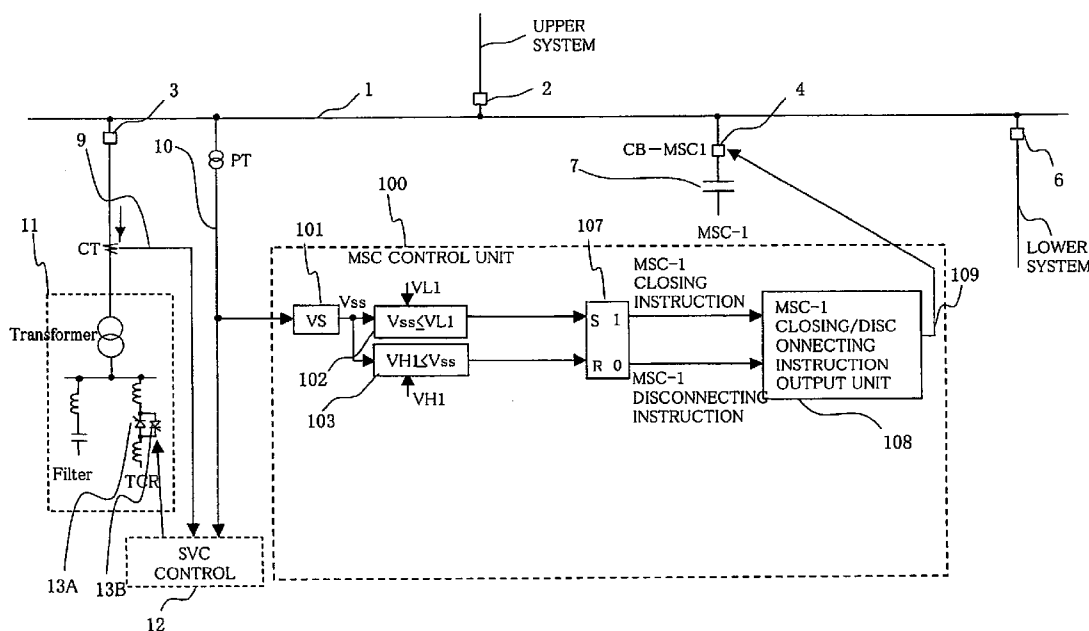 UPPER
SYSTEM
3
1
2
4
9
10
PT
CB-MSC1
7
6
MSC-1
11
CT
100
MSC CONTROL UNIT
101
107
LOWER
SYSTEM
109
VL1
MSC-1
CLOSING
INSTRUCTION
Vss
VS
Vss≤VL1
S 1
Transformer
MSC-1
CLOSING/DISC
ONNECTING
INSTRUCTION
OUTPUT UNIT
102
VH1≤Vss
R 0
MSC-1
DISCONNECTING
INSTRUCTION
103
VH1
108
Filter
TCR
13A
13B
SVC
CONTROL
12